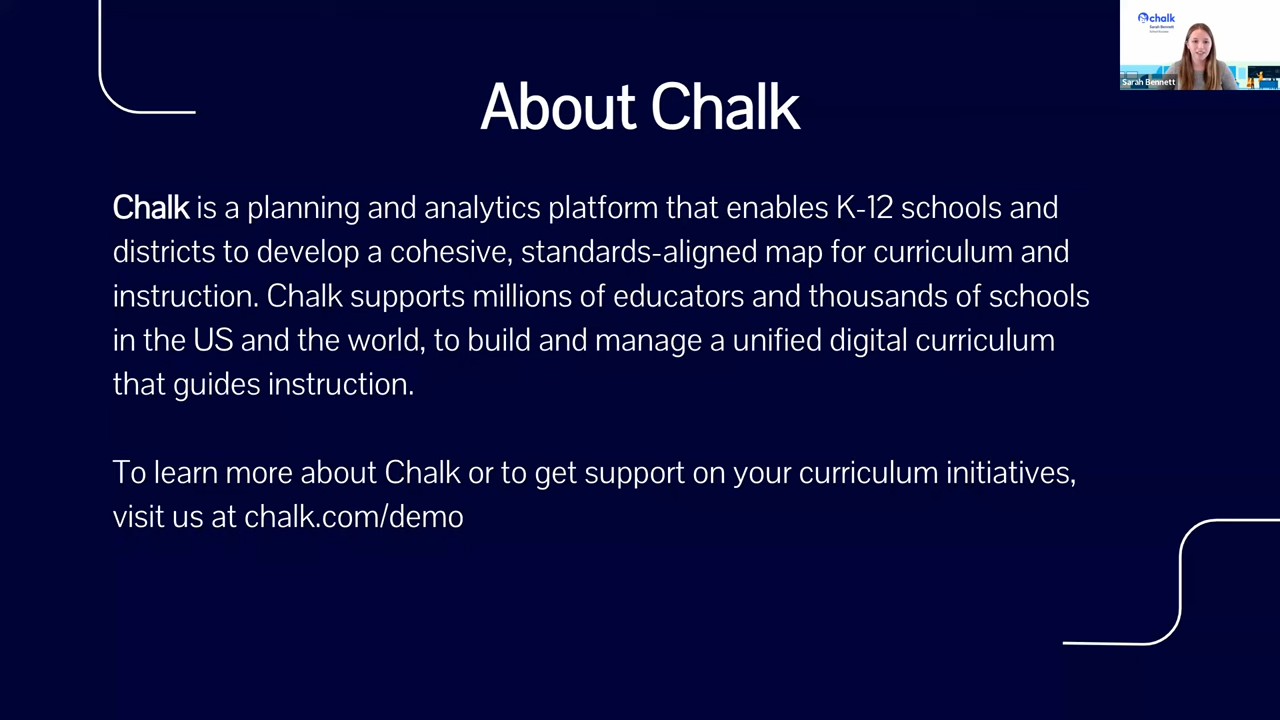 chalk
Sarah Bennett
Sarah Bennett
About Chalk
Chalk is a planning and analytics platform that enables K-12 schools and
districts to develop a cohesive, standards-aligned map for curriculum and
instruction. Chalk supports millions of educators and thousands of schools
in the US and the world, to build and manage a unified digital curriculum
that guides instruction.
To learn more about Chalk or to get support on your curriculum initiatives,
visit us at chalk.com/demo